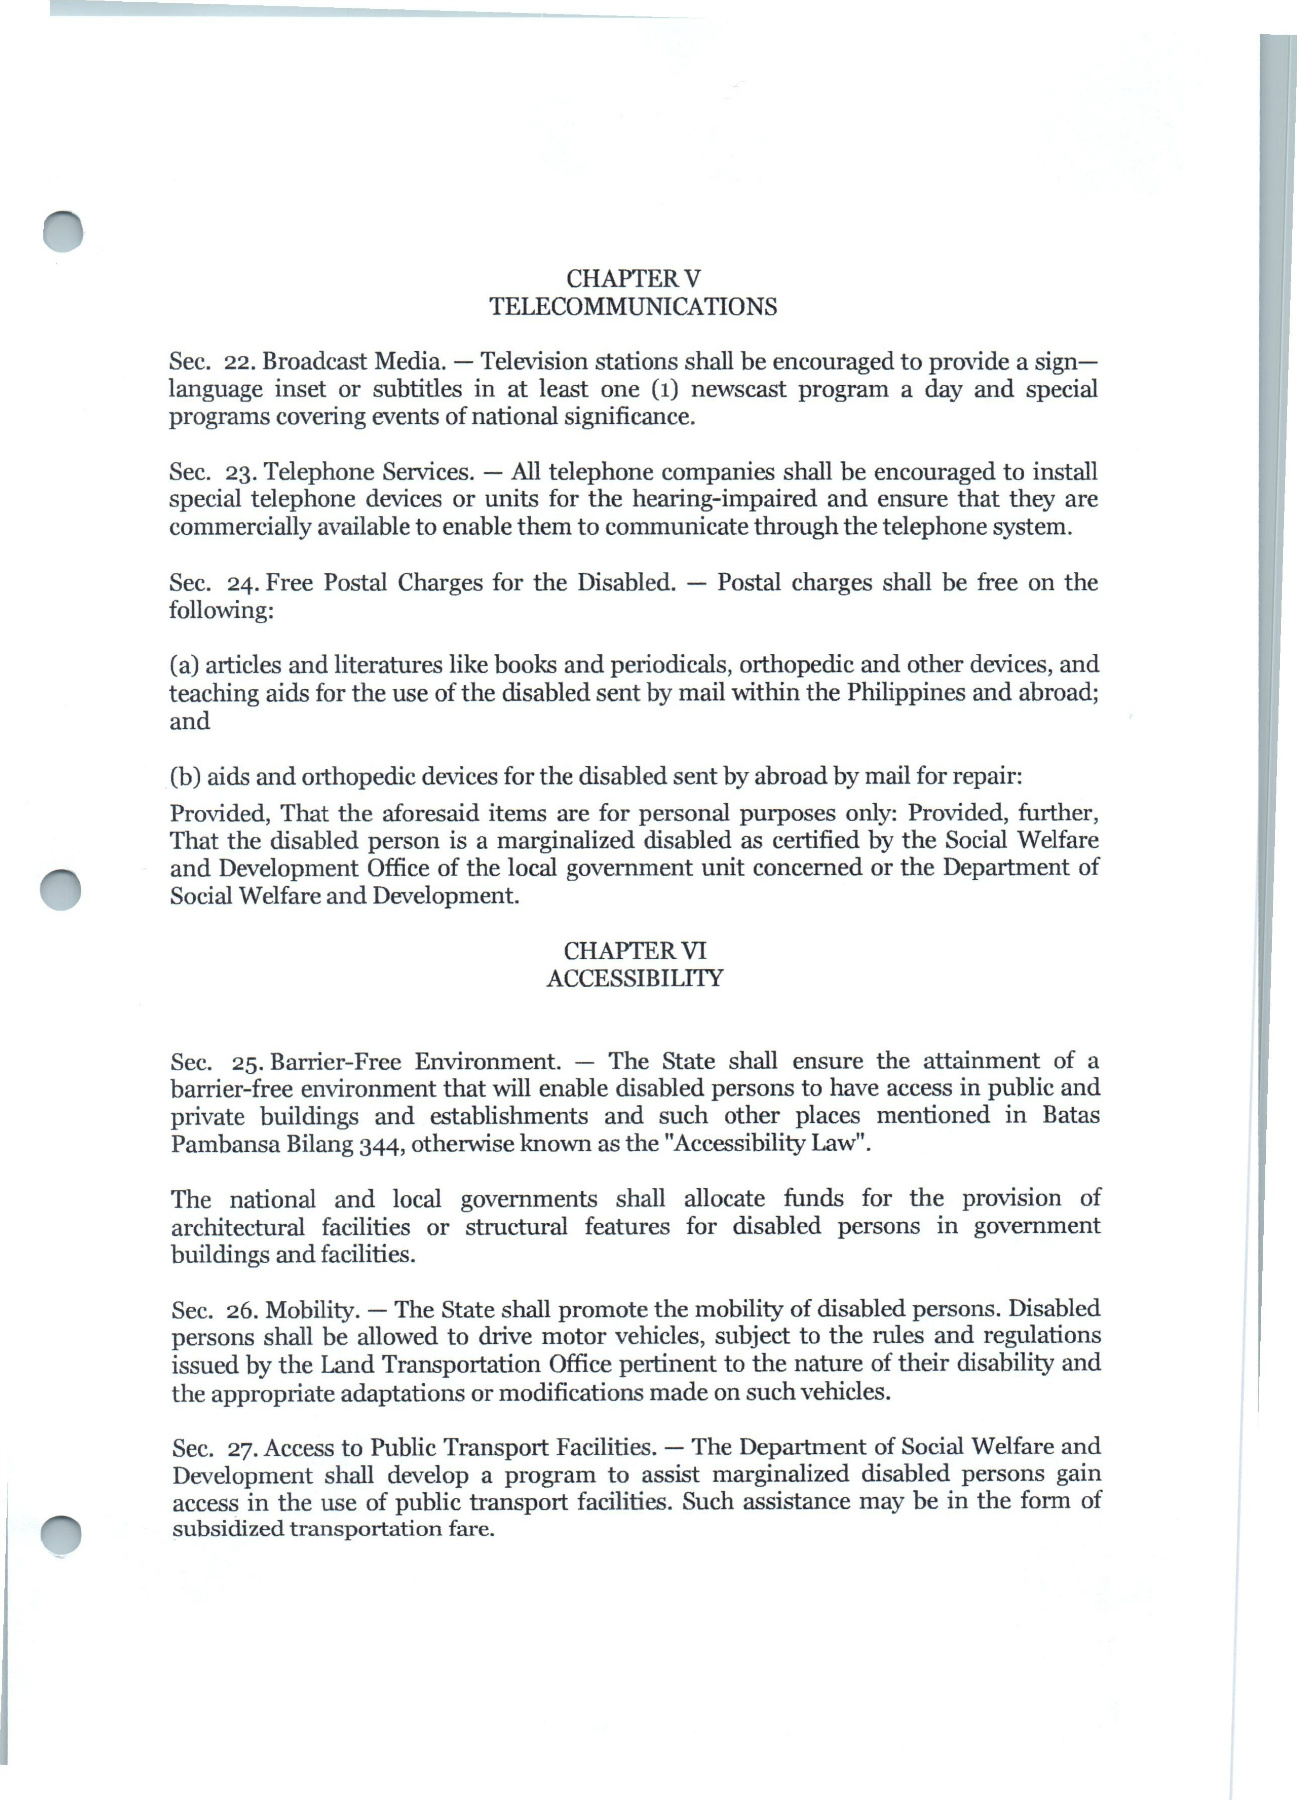 CHAPTER V
TELECOMMUNICATIONS
Sec. 22. Broadcast Media. — Television stations shall be encouraged to provide a sign—
language inset or subtitles in at least one (1) newscast program a day and special
programs covering events of national significance.
Sec. 23. Telephone Services. — All telephone companies shall be encouraged to install
special telephone devices or units for the hearing-impaired and ensure that they are
commercially available to enable them to communicate through the telephone system.
Sec. 24. Free Postal Charges for the Disabled. — Postal charges shall be free on the
following:
(a) articles and literatures like books and periodicals, orthopedic and other devices, and
teaching aids for the use of the disabled sent by mail within the Philippines and abroad;
and
(b) aids and orthopedic devices for the disabled sent by abroad by mail for repair:
Provided, That the aforesaid items are for personal purposes only: Provided, further,
That the disabled person is a marginalized disabled as certified by the Social Welfare
and Development Office of the local government unit concerned or the Department of
Social Welfare and Development.
CHAPTER VI
ACCESSIBILITY
Sec. 25. Barrier-Free Environment. — The State shall ensure the attainment of a
barrier-free environment that will enable disabled persons to have access in public and
private buildings and establishments and such other places mentioned in Batas
Pambansa Bilang 344, otherwise known as the "Accessibility Law".
The national and local governments shall allocate funds for the provision of
architectural facilities or structural features for disabled persons in government
buildings and facilities.
Sec. 26. Mobility. — The State shall promote the mobility of disabled persons. Disabled
persons shall be allowed to drive motor vehicles, subject to the rules and regulations
issued by the Land Transportation Office pertinent to the nature of their disability and
the appropriate adaptations or modifications made on such vehicles.
Sec. 27. Access to Public Transport Facilities. — The Department of Social Welfare and
Development shall develop a program to assist marginalized disabled persons gain
access in the use of public transport facilities. Such assistance may be in the form of
subsidized transportation fare.